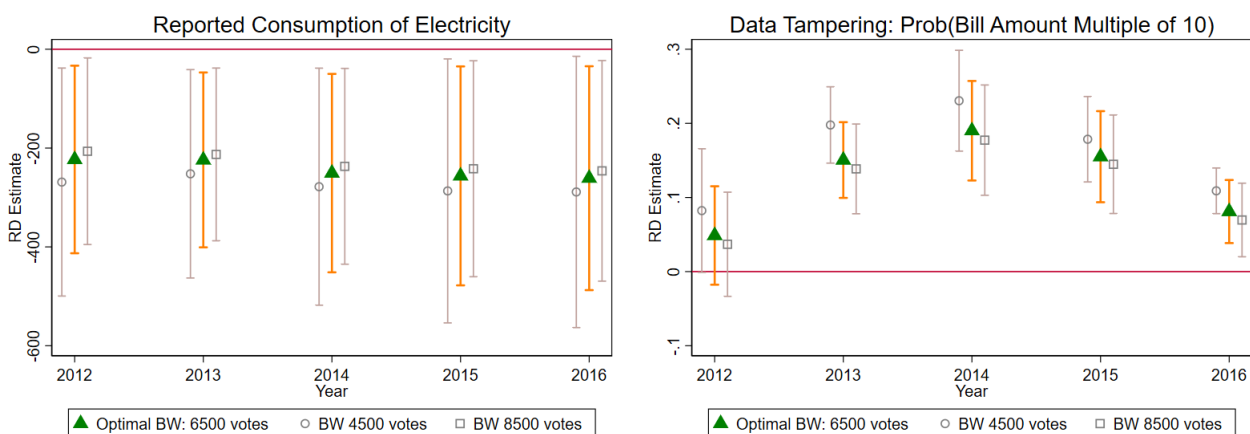 Reported Consumption of Electricity
0
-200
-400
-600
RD Estimate
2012 2013 2014 2015 2016
Year
Optimal BW: 6500 votes BW 4500 votes BW 8500 votes
Data Tampering: Prob(Bill Amount Multiple of 10)
.3
.2
.1
0
-.1
RD Estimate
2012 2013 2014 2015 2016
Year
Optimal BW: 6500 votes BW 4500 votes BW 8500 votes